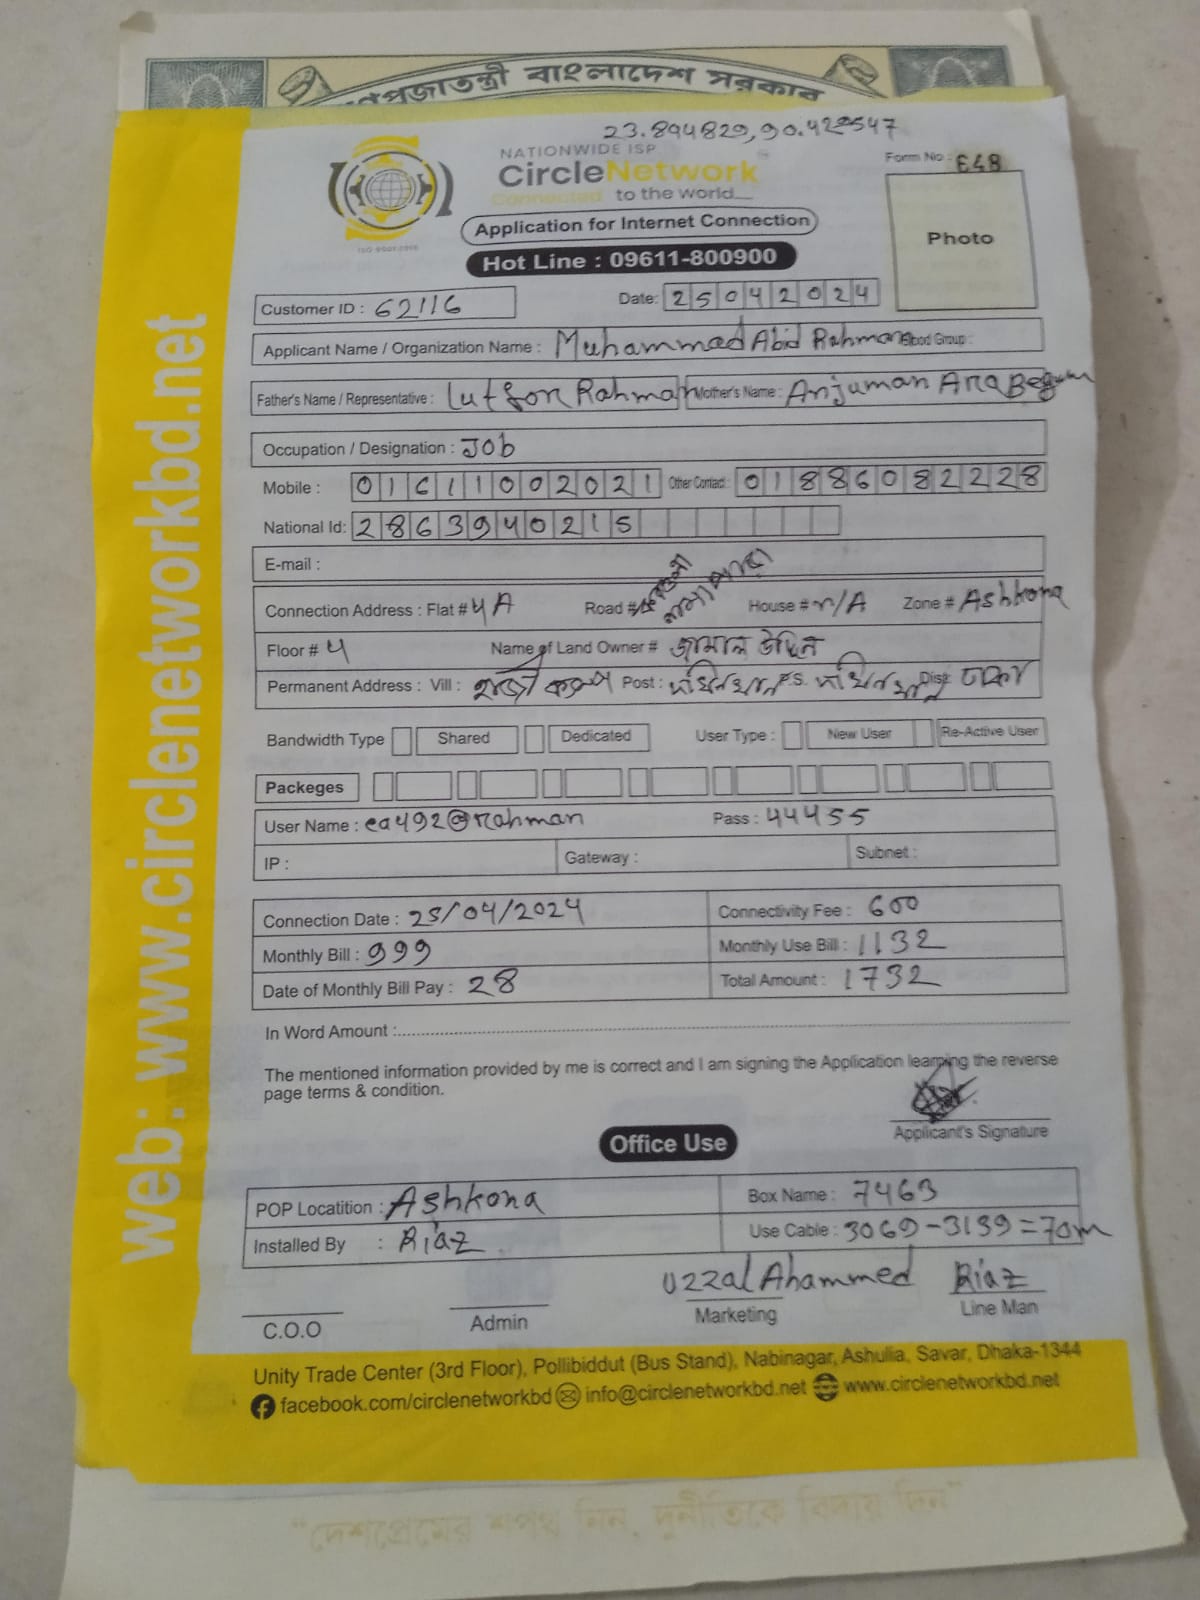 গণপ্রজাতন্ত্রী বাংলাদেশ সরকার
23.894829, 90.420547
NATIONWIDE ISP
CircleNetwork
Connected to the world
Form No : E48
Application for Internet Connection
Hot Line : 09611-800900
Photo
Customer ID : 62116 Date: 25042024
Applicant Name / Organization Name : Muhammad Abid Rahman Blood Group :
Father's Name / Representative : Lutfor Rahman Mother's Name : Anjuman Ara Begum
Occupation / Designation : Job
Mobile : 01611002021 Other Contact : 01886082228
National Id: 2863940215
E-mail :
Connection Address : Flat # 4A Road # House # n/A Zone # Ashkona
Floor # 4 Name of Land Owner # জামাল উদ্দিন
Permanent Address : Vill : Post : P.S. Dist: ঢাকা
Bandwidth Type Shared Dedicated User Type : New User Re-Active User
Packeges
User Name : ea492@rahman Pass : 44455
IP : Gateway : Subnet :
Connection Date : 25/04/2024 Connectivity Fee : 600
Monthly Bill : 999 Monthly Use Bill : 1132
Date of Monthly Bill Pay : 28 Total Amount : 1732
In Word Amount :
The mentioned information provided by me is correct and I am signing the Application learning the reverse
page terms & condition.
Applicant's Signature
Office Use
POP Locatition : Ashkona Box Name : 7463
Installed By : Riaz Use Cable : 3069-3139=70m
Uzzal Ahammed Riaz
C.O.O Admin Marketing Line Man
Unity Trade Center (3rd Floor), Pollibiddut (Bus Stand), Nabinagar, Ashulia, Savar, Dhaka-1344
facebook.com/circlenetworkbd info@circlenetworkbd.net www.circlenetworkbd.net
web: www.circlenetworkbd.net
"দেশপ্রেমের শপথ নিন, দুর্নীতিকে বিদায় দিন"